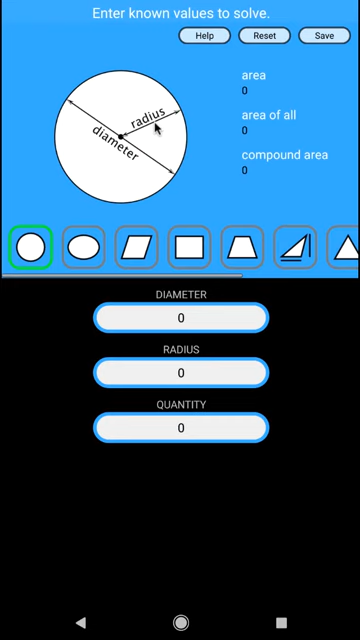 Enter known values to solve.
Help
Reset
Save
area
0
area of all
0
compound area
0
radius
diameter
DIAMETER
0
RADIUS
0
QUANTITY
0